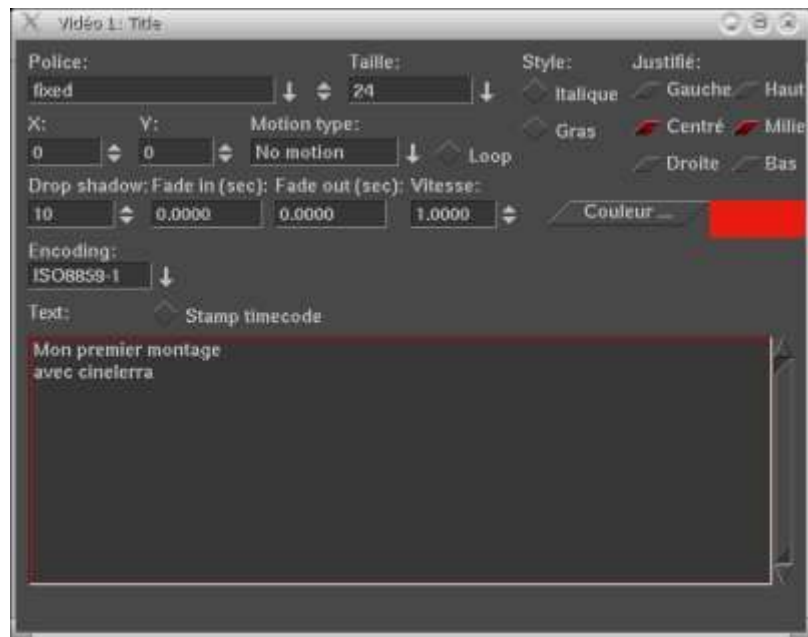 Vidéo 1: Title
Police: Taille: Style: Justifié:
fixed 24 Italique Gauche Haut
X: Y: Motion type: Gras Centré Milie
0 0 No motion Loop Droite Bas
Drop shadow: Fade in (sec): Fade out (sec): Vitesse:
10 0.0000 0.0000 1.0000 Couleur ...
Encoding:
ISO8859-1
Text: Stamp timecode
Mon premier montage
avec cinelerra